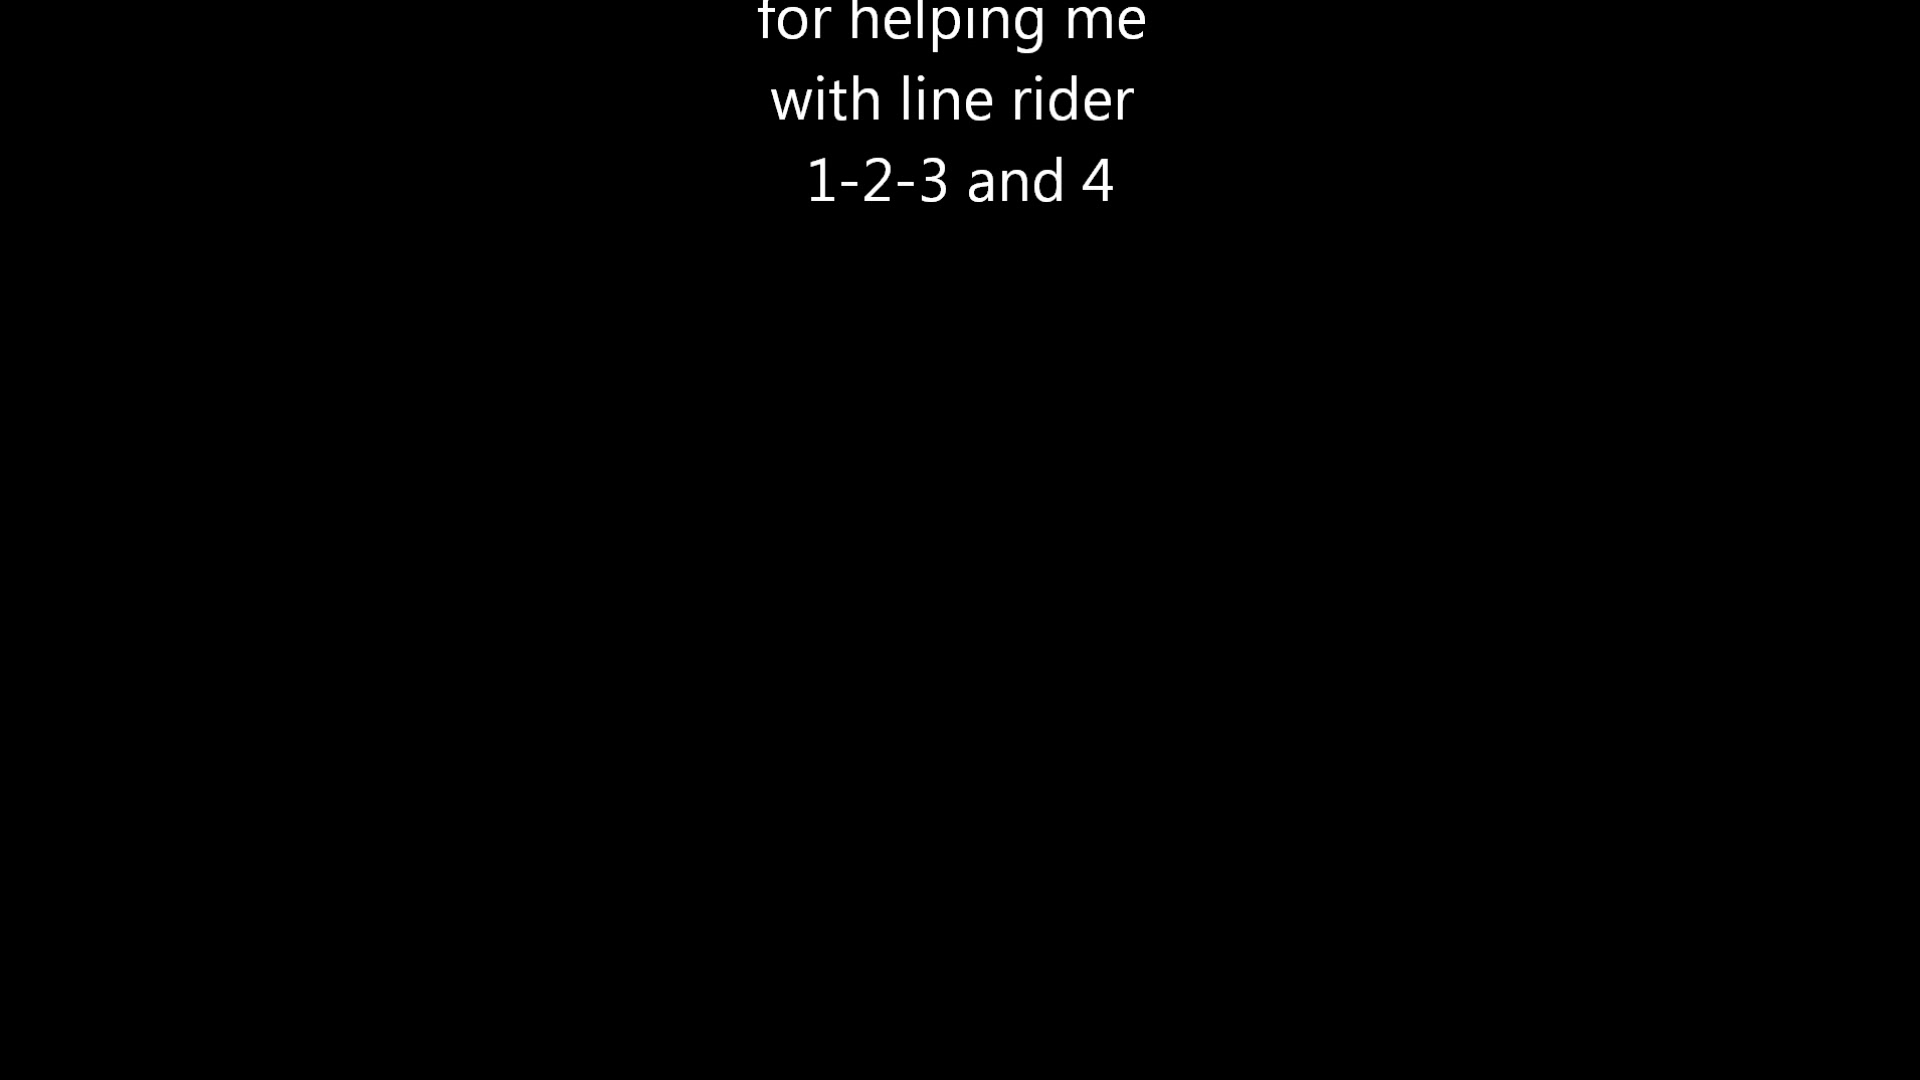 for helping me
with line rider
1-2-3 and 4